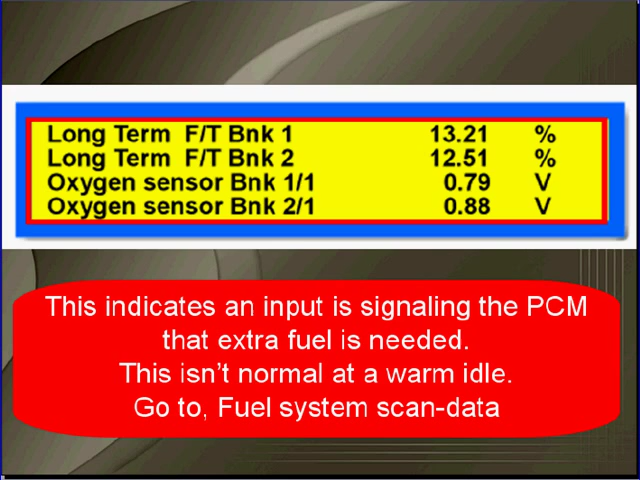 Long Term F/T Bnk 1 13.21 %
Long Term F/T Bnk 2 12.51 %
Oxygen sensor Bnk 1/1 0.79 V
Oxygen sensor Bnk 2/1 0.88 V
This indicates an input is signaling the PCM
that extra fuel is needed.
This isn't normal at a warm idle.
Go to, Fuel system scan-data